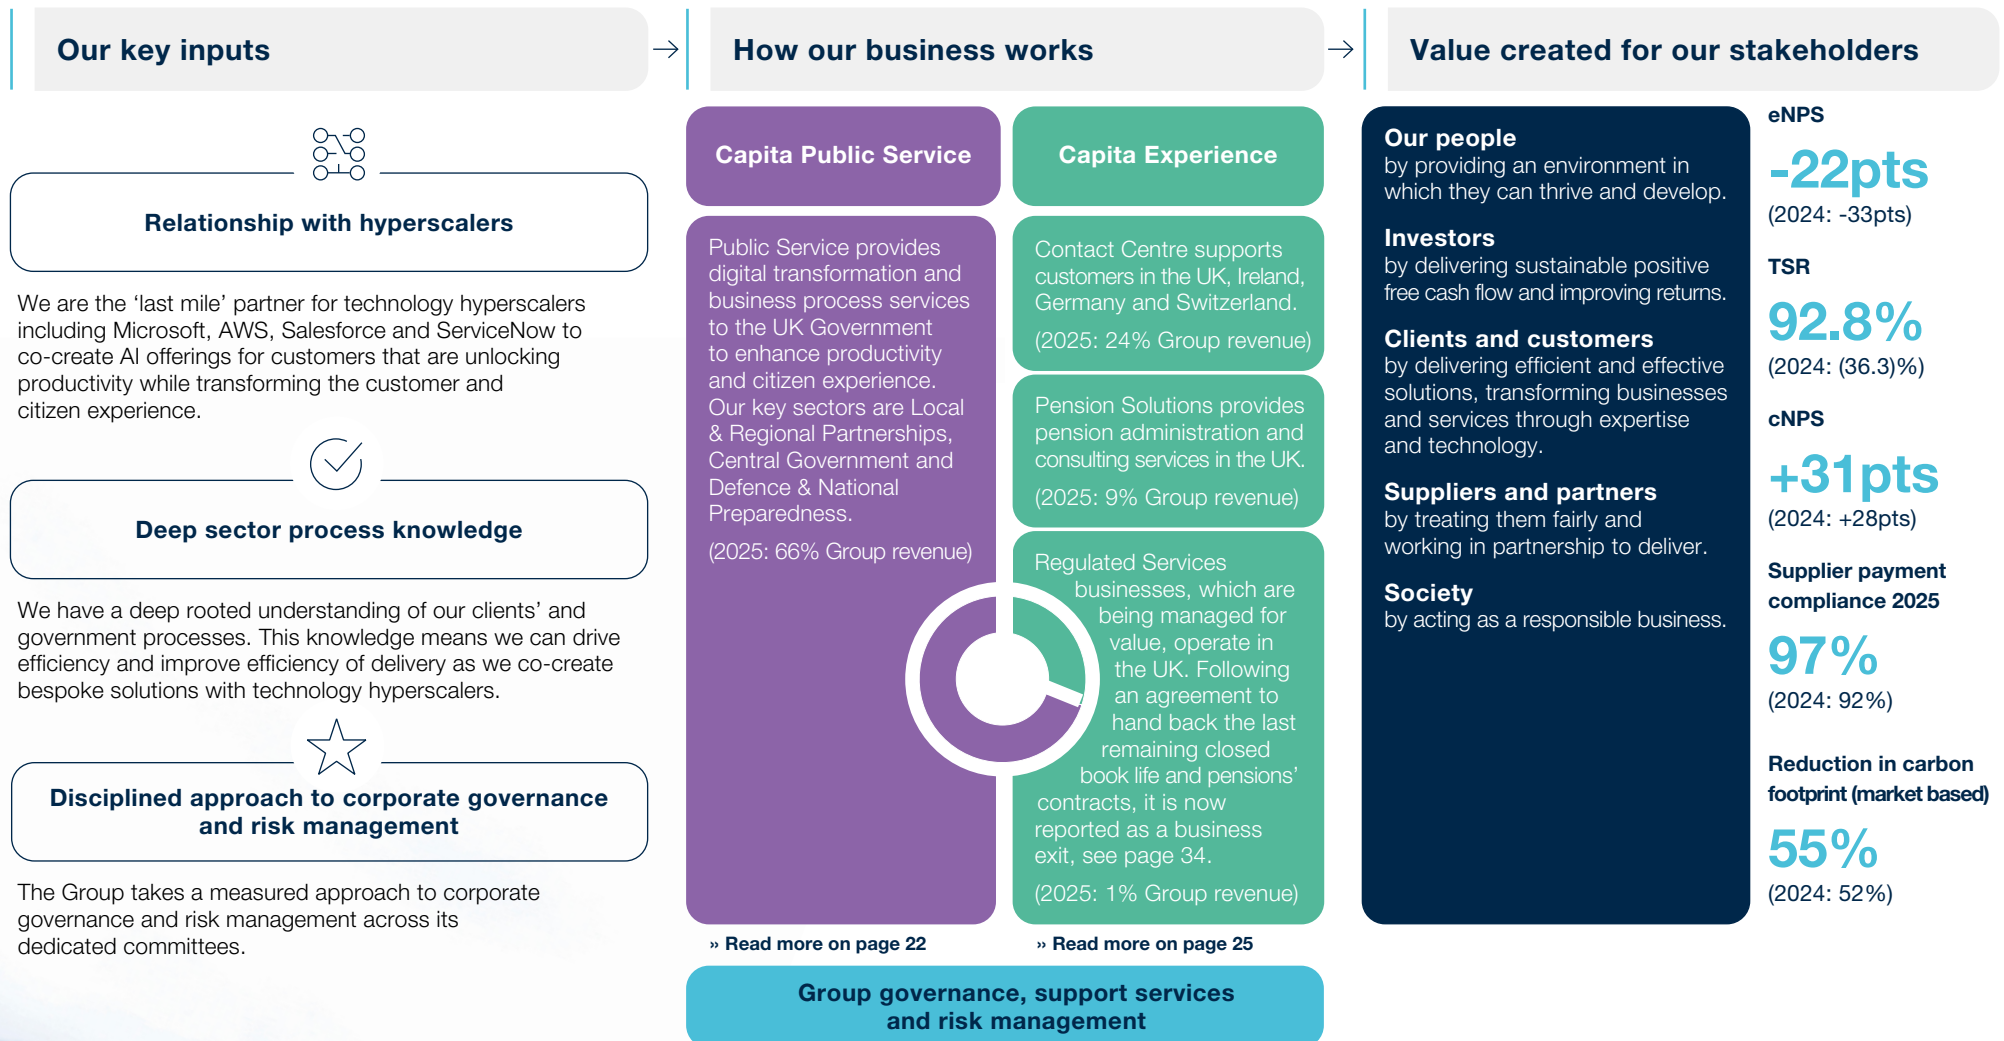 Our key inputs
Relationship with hyperscalers
We are the ‘last mile’ partner for technology hyperscalers
including Microsoft, AWS, Salesforce and ServiceNow to
co-create AI offerings for customers that are unlocking
productivity while transforming the customer and
citizen experience.
Deep sector process knowledge
We have a deep rooted understanding of our clients’ and
government processes. This knowledge means we can drive
efficiency and improve efficiency of delivery as we co-create
bespoke solutions with technology hyperscalers.
Disciplined approach to corporate governance
and risk management
The Group takes a measured approach to corporate
governance and risk management across its
dedicated committees.
How our business works
Capita Public Service
Public Service provides
digital transformation and
business process services
to the UK Government
to enhance productivity
and citizen experience.
Our key sectors are Local
& Regional Partnerships,
Central Government and
Defence & National
Preparedness.
(2025: 66% Group revenue)
›› Read more on page 22
Capita Experience
Contact Centre supports
customers in the UK, Ireland,
Germany and Switzerland.
(2025: 24% Group revenue)
Pension Solutions provides
pension administration and
consulting services in the UK.
(2025: 9% Group revenue)
Regulated Services
businesses, which are
being managed for
value, operate in
the UK. Following
an agreement to
hand back the last
remaining closed
book life and pensions’
contracts, it is now
reported as a business
exit, see page 34.
(2025: 1% Group revenue)
›› Read more on page 25
Group governance, support services
and risk management
Value created for our stakeholders
Our people
by providing an environment in
which they can thrive and develop.
Investors
by delivering sustainable positive
free cash flow and improving returns.
Clients and customers
by delivering efficient and effective
solutions, transforming businesses
and services through expertise
and technology.
Suppliers and partners
by treating them fairly and
working in partnership to deliver.
Society
by acting as a responsible business.
eNPS
-22pts
(2024: -33pts)
TSR
92.8%
(2024: (36.3)%)
cNPS
+31pts
(2024: +28pts)
Supplier payment
compliance 2025
97%
(2024: 92%)
Reduction in carbon
footprint (market based)
55%
(2024: 52%)